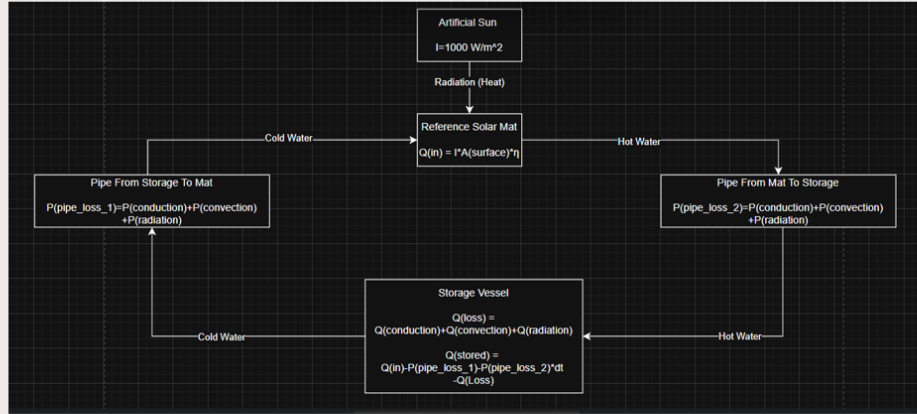 Artificial Sun
I=1000 W/m^2
Radiation (Heat)
Reference Solar Mat
Q(in) = I*A(surface)*η
Cold Water
Hot Water
Pipe From Storage To Mat
P(pipe_loss_1)=P(conduction)+P(convection)
+P(radiation)
Pipe From Mat To Storage
P(pipe_loss_2)=P(conduction)+P(convection)
+P(radiation)
Storage Vessel
Q(loss) =
Q(conduction)+Q(convection)+Q(radiation)
Q(stored) =
Q(in)-P(pipe_loss_1)-P(pipe_loss_2)*dt
-Q(Loss)
Cold Water
Hot Water